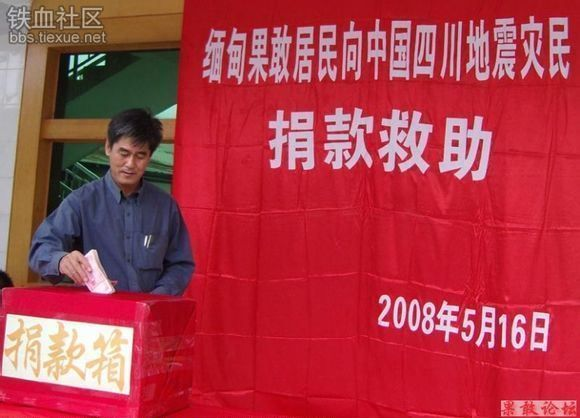 铁血社区
bbs.tiexue.net
缅甸果敢居民向中国四川地震灾民
捐款救助
2008年5月16日
捐款箱
果敢论坛